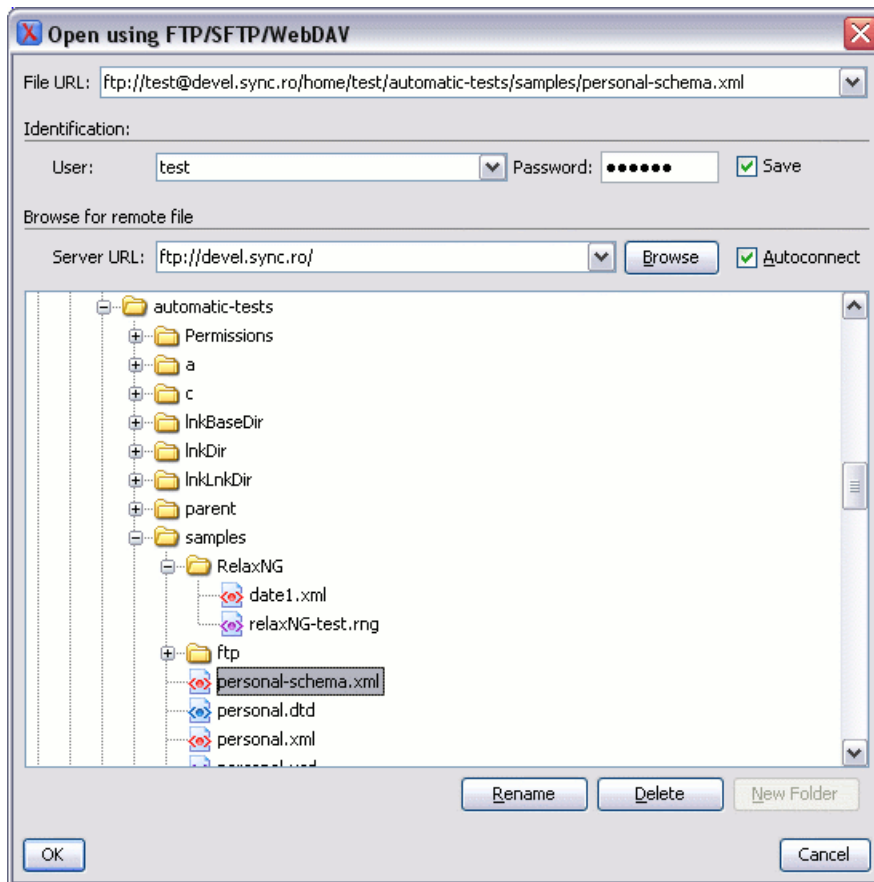 Open using FTP/SFTP/WebDAV
File URL: ftp://test@devel.sync.ro/home/test/automatic-tests/samples/personal-schema.xml
Identification:
User: test Password: •••••• Save
Browse for remote file
Server URL: ftp://devel.sync.ro/ Browse Autoconnect
automatic-tests
Permissions
a
c
lnkBaseDir
lnkDir
lnkLnkDir
parent
samples
RelaxNG
date1.xml
relaxNG-test.rng
ftp
personal-schema.xml
personal.dtd
personal.xml
Rename Delete New Folder
OK Cancel